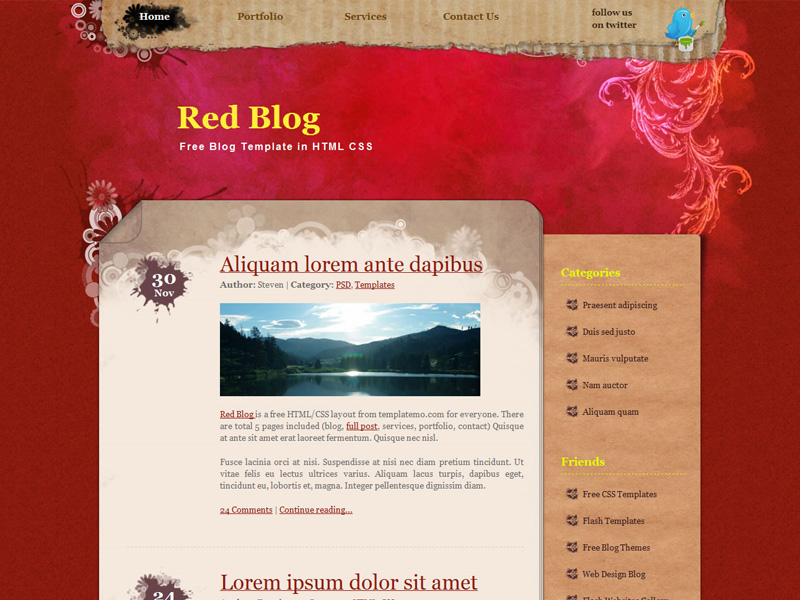 Home
Portfolio
Services
Contact Us
follow us
on twitter
Red Blog
Free Blog Template in HTML CSS
30
Nov
Aliquam lorem ante dapibus
Author: Steven | Category: PSD, Templates
Red Blog is a free HTML/CSS layout from templatemo.com for everyone. There
are total 5 pages included (blog, full post, services, portfolio, contact) Quisque
at ante sit amet erat laoreet fermentum. Quisque nec nisl.
Fusce lacinia orci at nisi. Suspendisse at nisi nec diam pretium tincidunt. Ut
vitae felis eu lectus ultrices varius. Aliquam lacus turpis, dapibus eget,
tincidunt eu, lobortis et, magna. Integer pellentesque dignissim diam.
24 Comments | Continue reading...
24
Lorem ipsum dolor sit amet
Categories
Praesent adipiscing
Duis sed justo
Mauris vulputate
Nam auctor
Aliquam quam
Friends
Free CSS Templates
Flash Templates
Free Blog Themes
Web Design Blog
Flash Websites Gallery